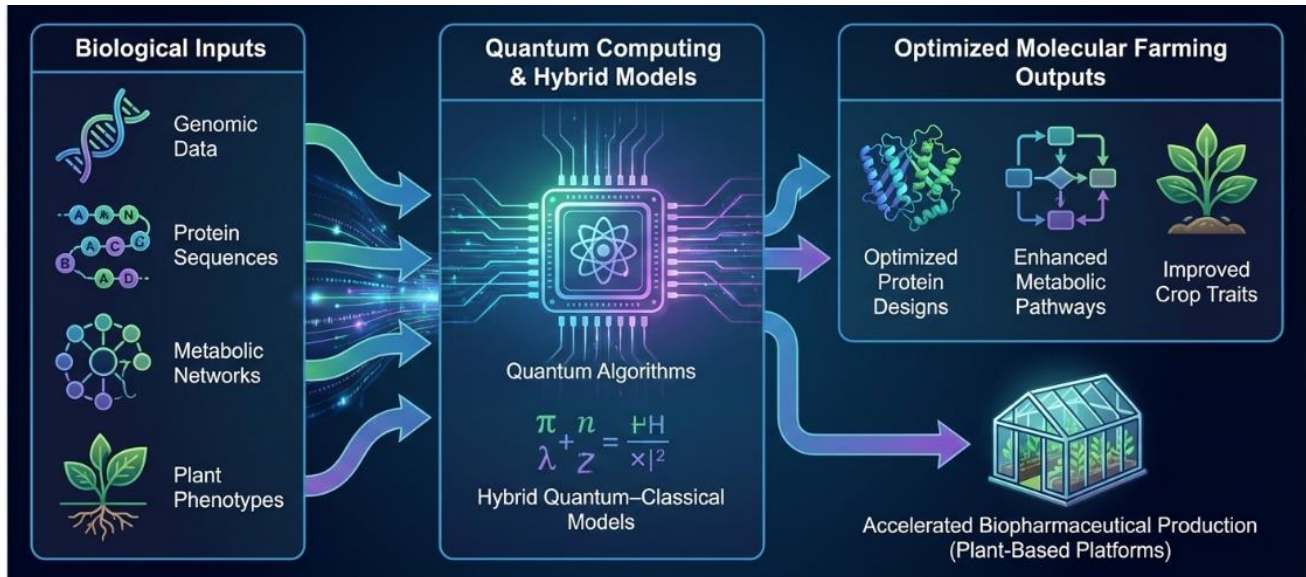 Biological Inputs
Genomic
Data
A N
A C G
B A D
Protein
Sequences
Metabolic
Networks
Plant
Phenotypes
Quantum Computing
& Hybrid Models
Quantum Algorithms
π n
λ + Z =
x|²
Hybrid Quantum–Classical
Models
Optimized Molecular Farming
Outputs
Optimized
Protein
Designs
Enhanced
Metabolic
Pathways
Improved
Crop Traits
Accelerated Biopharmaceutical Production
(Plant-Based Platforms)